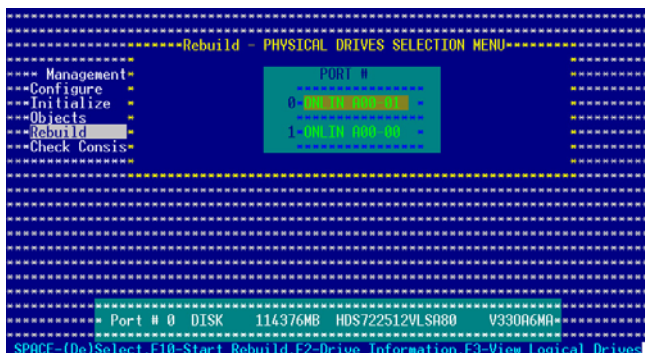 Rebuild - PHYSICAL DRIVES SELECTION MENU
Management
PORT #
Configure
Initialize
0 ONLIN A00-01
Objects
Rebuild
1 ONLIN A00-00
Check Consis
Port # 0 DISK 114376MB HDS722512VLSA80 V33OA6MA
SPACE-(De)Select,F10-Start Rebuild,F2-Drive Information,F3-View Logical Drives